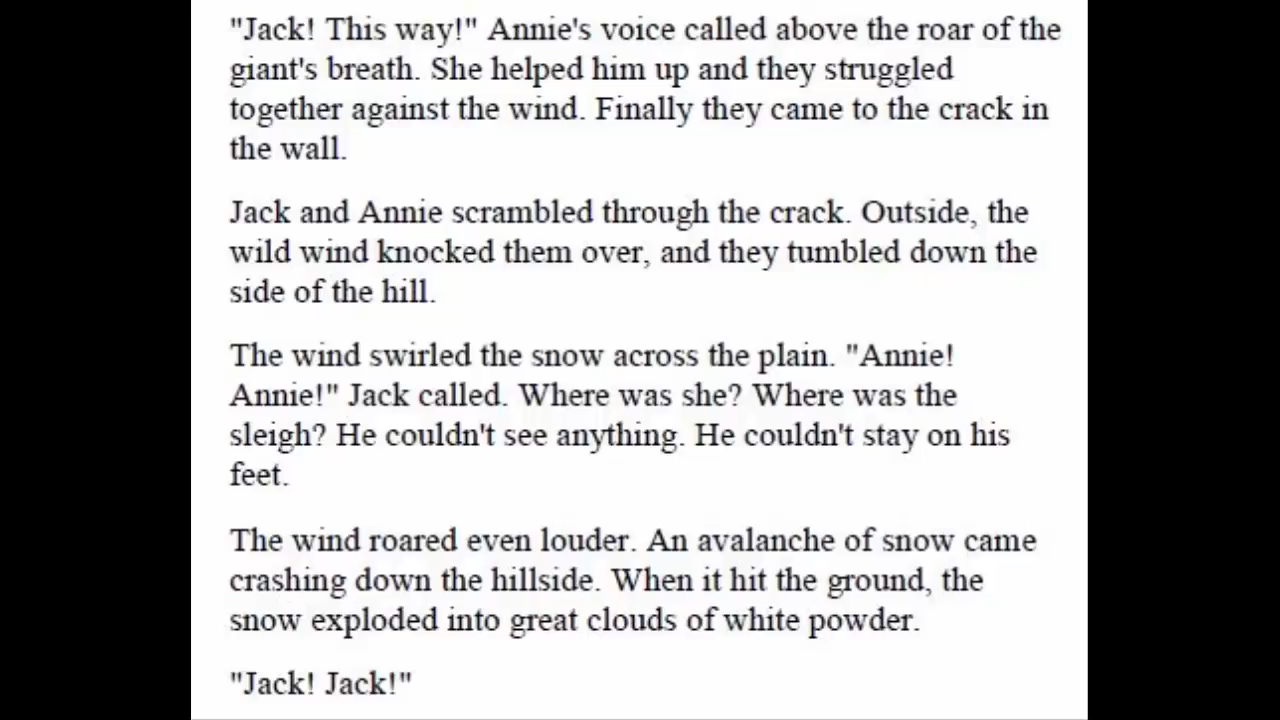 "Jack! This way!" Annie's voice called above the roar of the
giant's breath. She helped him up and they struggled
together against the wind. Finally they came to the crack in
the wall.
Jack and Annie scrambled through the crack. Outside, the
wild wind knocked them over, and they tumbled down the
side of the hill.
The wind swirled the snow across the plain. "Annie!
Annie!" Jack called. Where was she? Where was the
sleigh? He couldn't see anything. He couldn't stay on his
feet.
The wind roared even louder. An avalanche of snow came
crashing down the hillside. When it hit the ground, the
snow exploded into great clouds of white powder.
"Jack! Jack!"